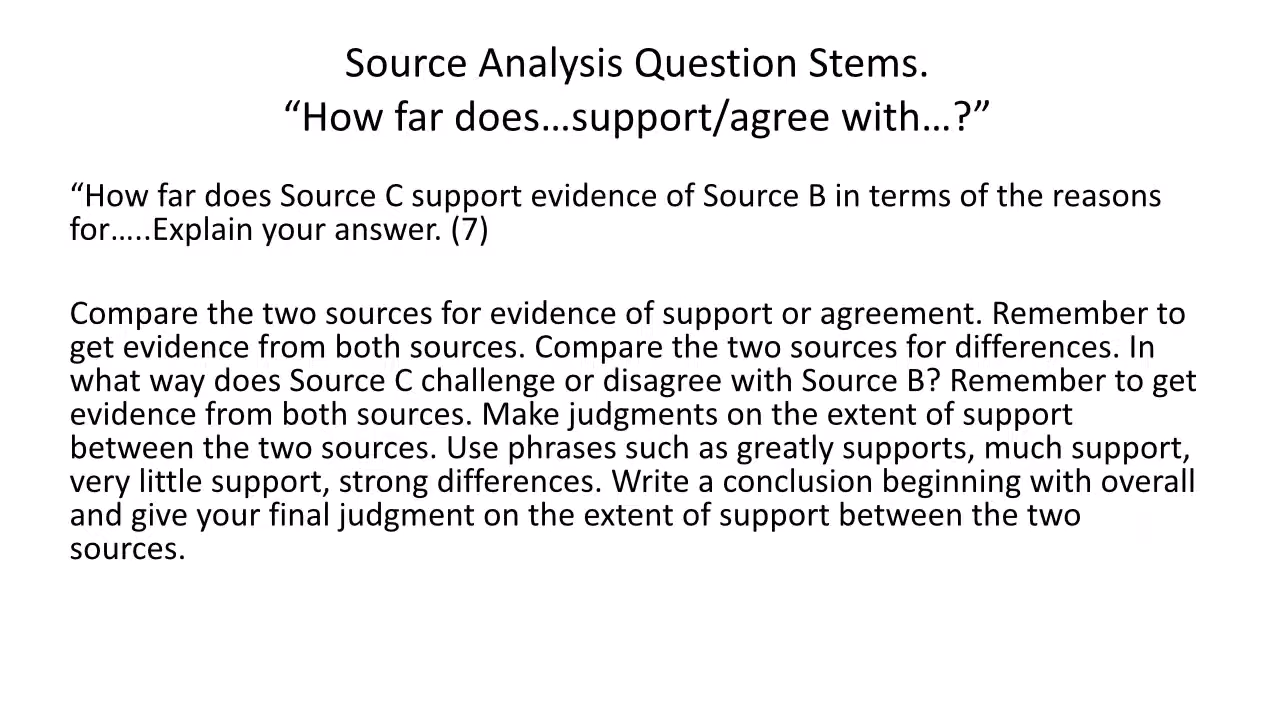 Source Analysis Question Stems.
“How far does…support/agree with…?”
“How far does Source C support evidence of Source B in terms of the reasons
for…..Explain your answer. (7)
Compare the two sources for evidence of support or agreement. Remember to
get evidence from both sources. Compare the two sources for differences. In
what way does Source C challenge or disagree with Source B? Remember to get
evidence from both sources. Make judgments on the extent of support
between the two sources. Use phrases such as greatly supports, much support,
very little support, strong differences. Write a conclusion beginning with overall
and give your final judgment on the extent of support between the two
sources.